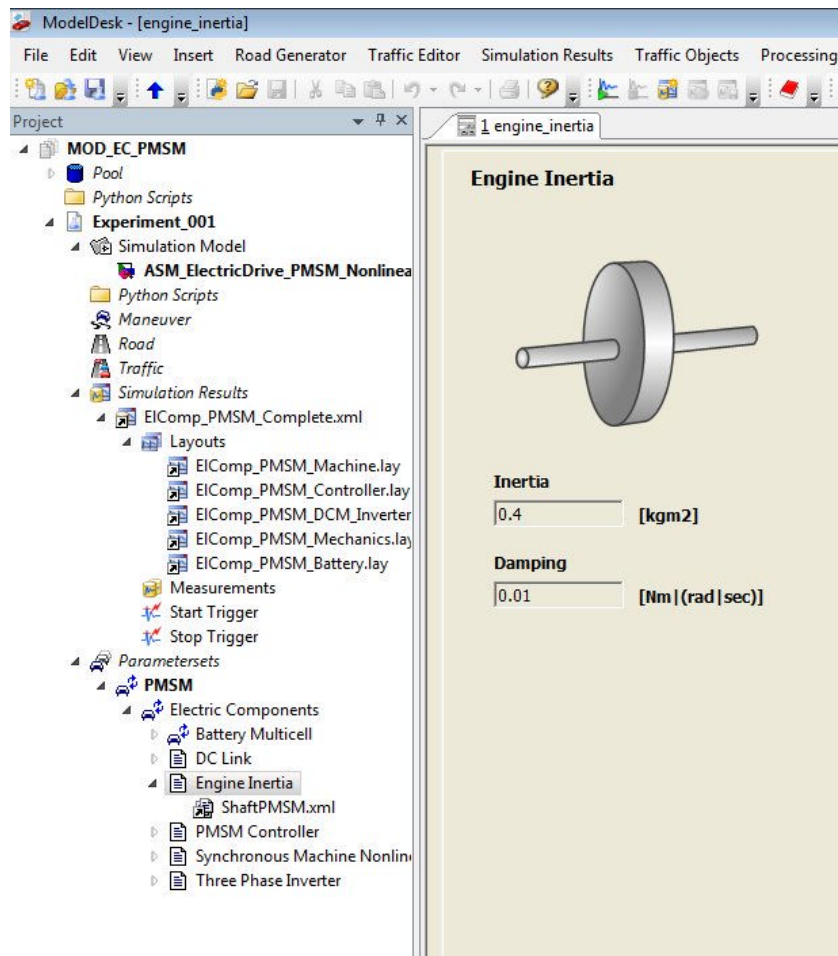 ModelDesk - [engine_inertia]
File Edit View Insert Road Generator Traffic Editor Simulation Results Traffic Objects Processing
Project
1 engine_inertia
MOD_EC_PMSM
Pool
Python Scripts
Experiment_001
Simulation Model
ASM_ElectricDrive_PMSM_Nonlinea
Python Scripts
Maneuver
Road
Traffic
Simulation Results
ElComp_PMSM_Complete.xml
Layouts
ElComp_PMSM_Machine.lay
ElComp_PMSM_Controller.lay
ElComp_PMSM_DCM_Inverter
ElComp_PMSM_Mechanics.lay
ElComp_PMSM_Battery.lay
Measurements
Start Trigger
Stop Trigger
Parametersets
PMSM
Electric Components
Battery Multicell
DC Link
Engine Inertia
ShaftPMSM.xml
PMSM Controller
Synchronous Machine Nonline
Three Phase Inverter
Engine Inertia
Inertia
0.4 [kgm2]
Damping
0.01 [Nm|(rad|sec)]